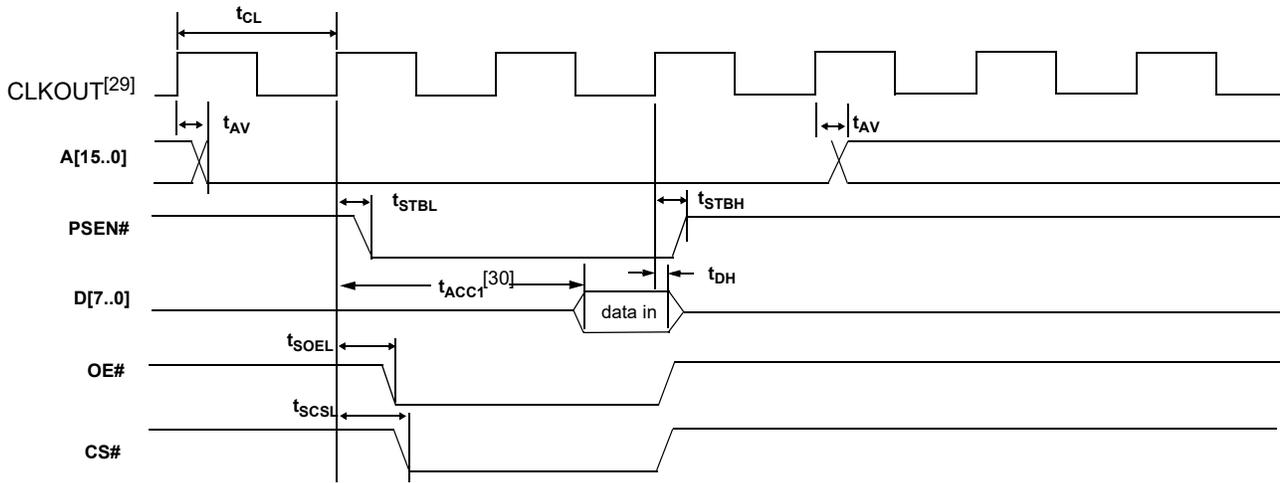 tCL
CLKOUT[29]
tAV
tAV
A[15..0]
tSTBL
tSTBH
PSEN#
tACC1[30]
tDH
D[7..0]
data in
tSOEL
OE#
tSCSL
CS#